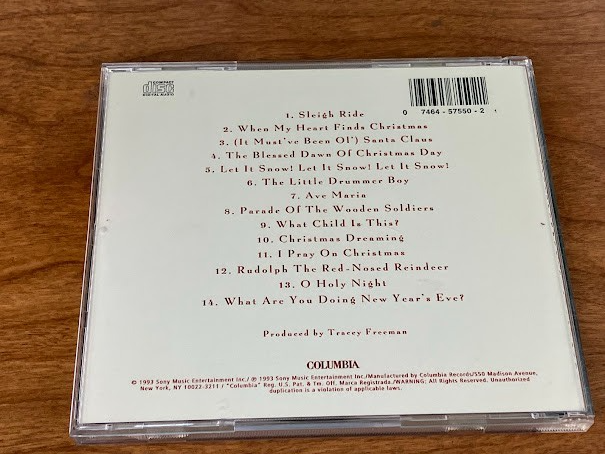 COMPACT
disc
DIGITAL AUDIO
0 7464-57550-2
1. Sleigh Ride
2. When My Heart Finds Christmas
3. (It Must've Been Ol') Santa Claus
4. The Blessed Dawn Of Christmas Day
5. Let It Snow! Let It Snow! Let It Snow!
6. The Little Drummer Boy
7. Ave Maria
8. Parade Of The Wooden Soldiers
9. What Child Is This?
10. Christmas Dreaming
11. I Pray On Christmas
12. Rudolph The Red-Nosed Reindeer
13. O Holy Night
14. What Are You Doing New Year's Eve?
Produced by Tracey Freeman
COLUMBIA
© 1993 Sony Music Entertainment Inc./ ℗ 1993 Sony Music Entertainment Inc./Manufactured by Columbia Records/550 Madison Avenue,
New York, NY 10022-3211 / "Columbia" Reg. U.S. Pat. & Tm. Off. Marca Registrada./WARNING: All Rights Reserved. Unauthorized
duplication is a violation of applicable laws.